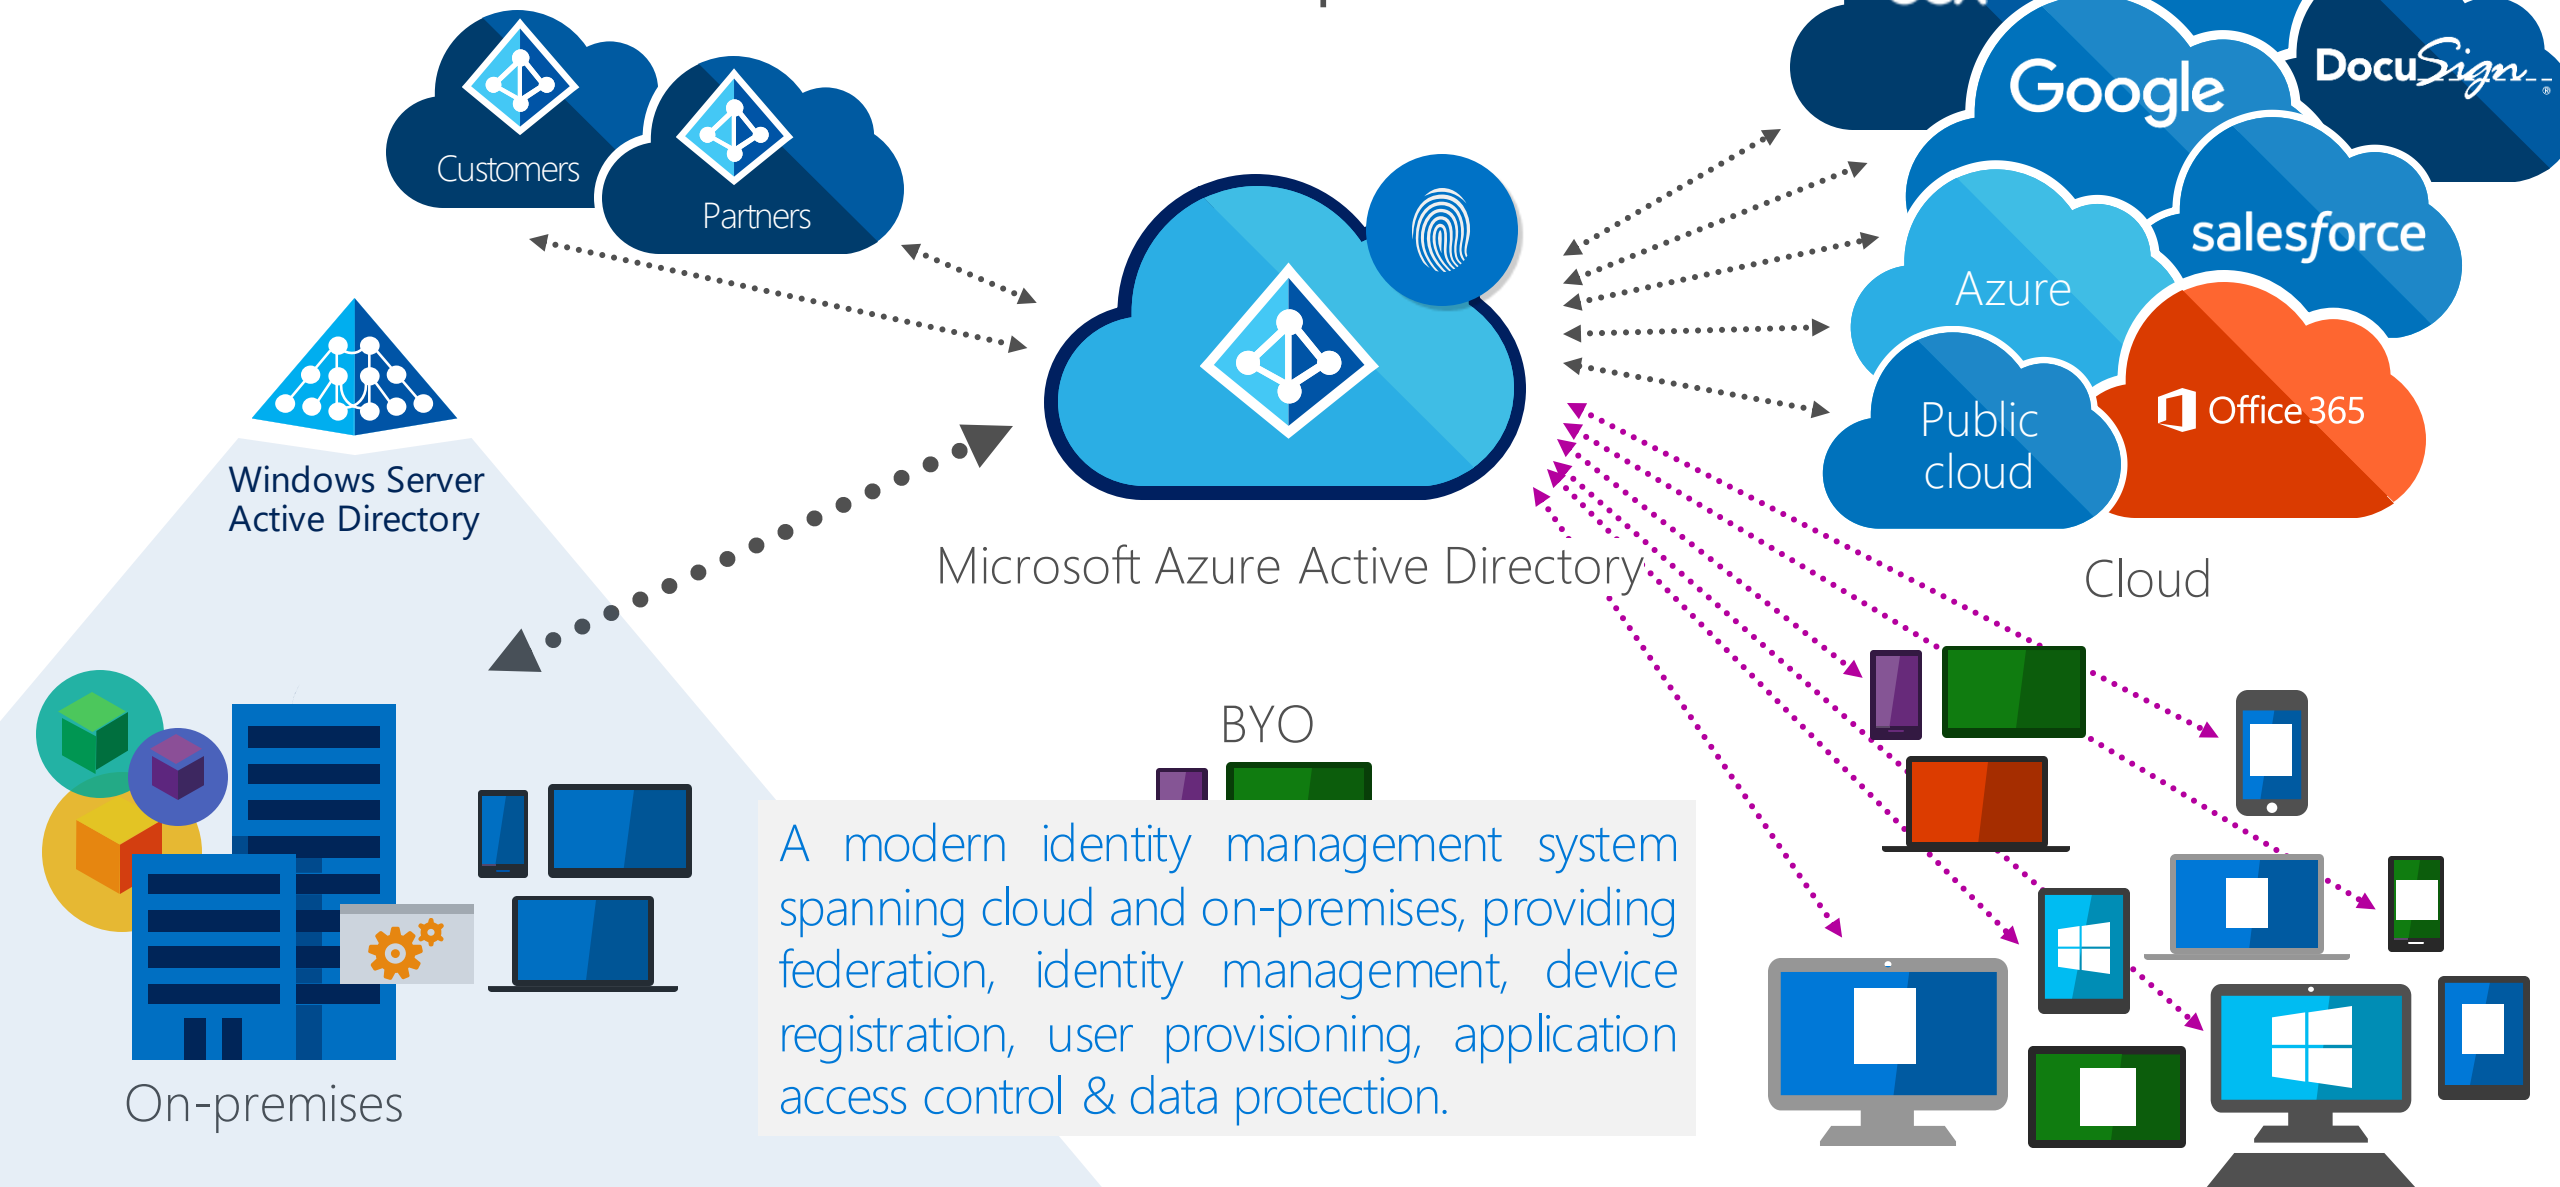 Customers
Partners
Google
DocuSign
salesforce
Azure
Public
cloud
Office 365
Cloud
Windows Server
Active Directory
Microsoft Azure Active Directory
BYO
On-premises
A modern identity management system
spanning cloud and on-premises, providing
federation, identity management, device
registration, user provisioning, application
access control & data protection.